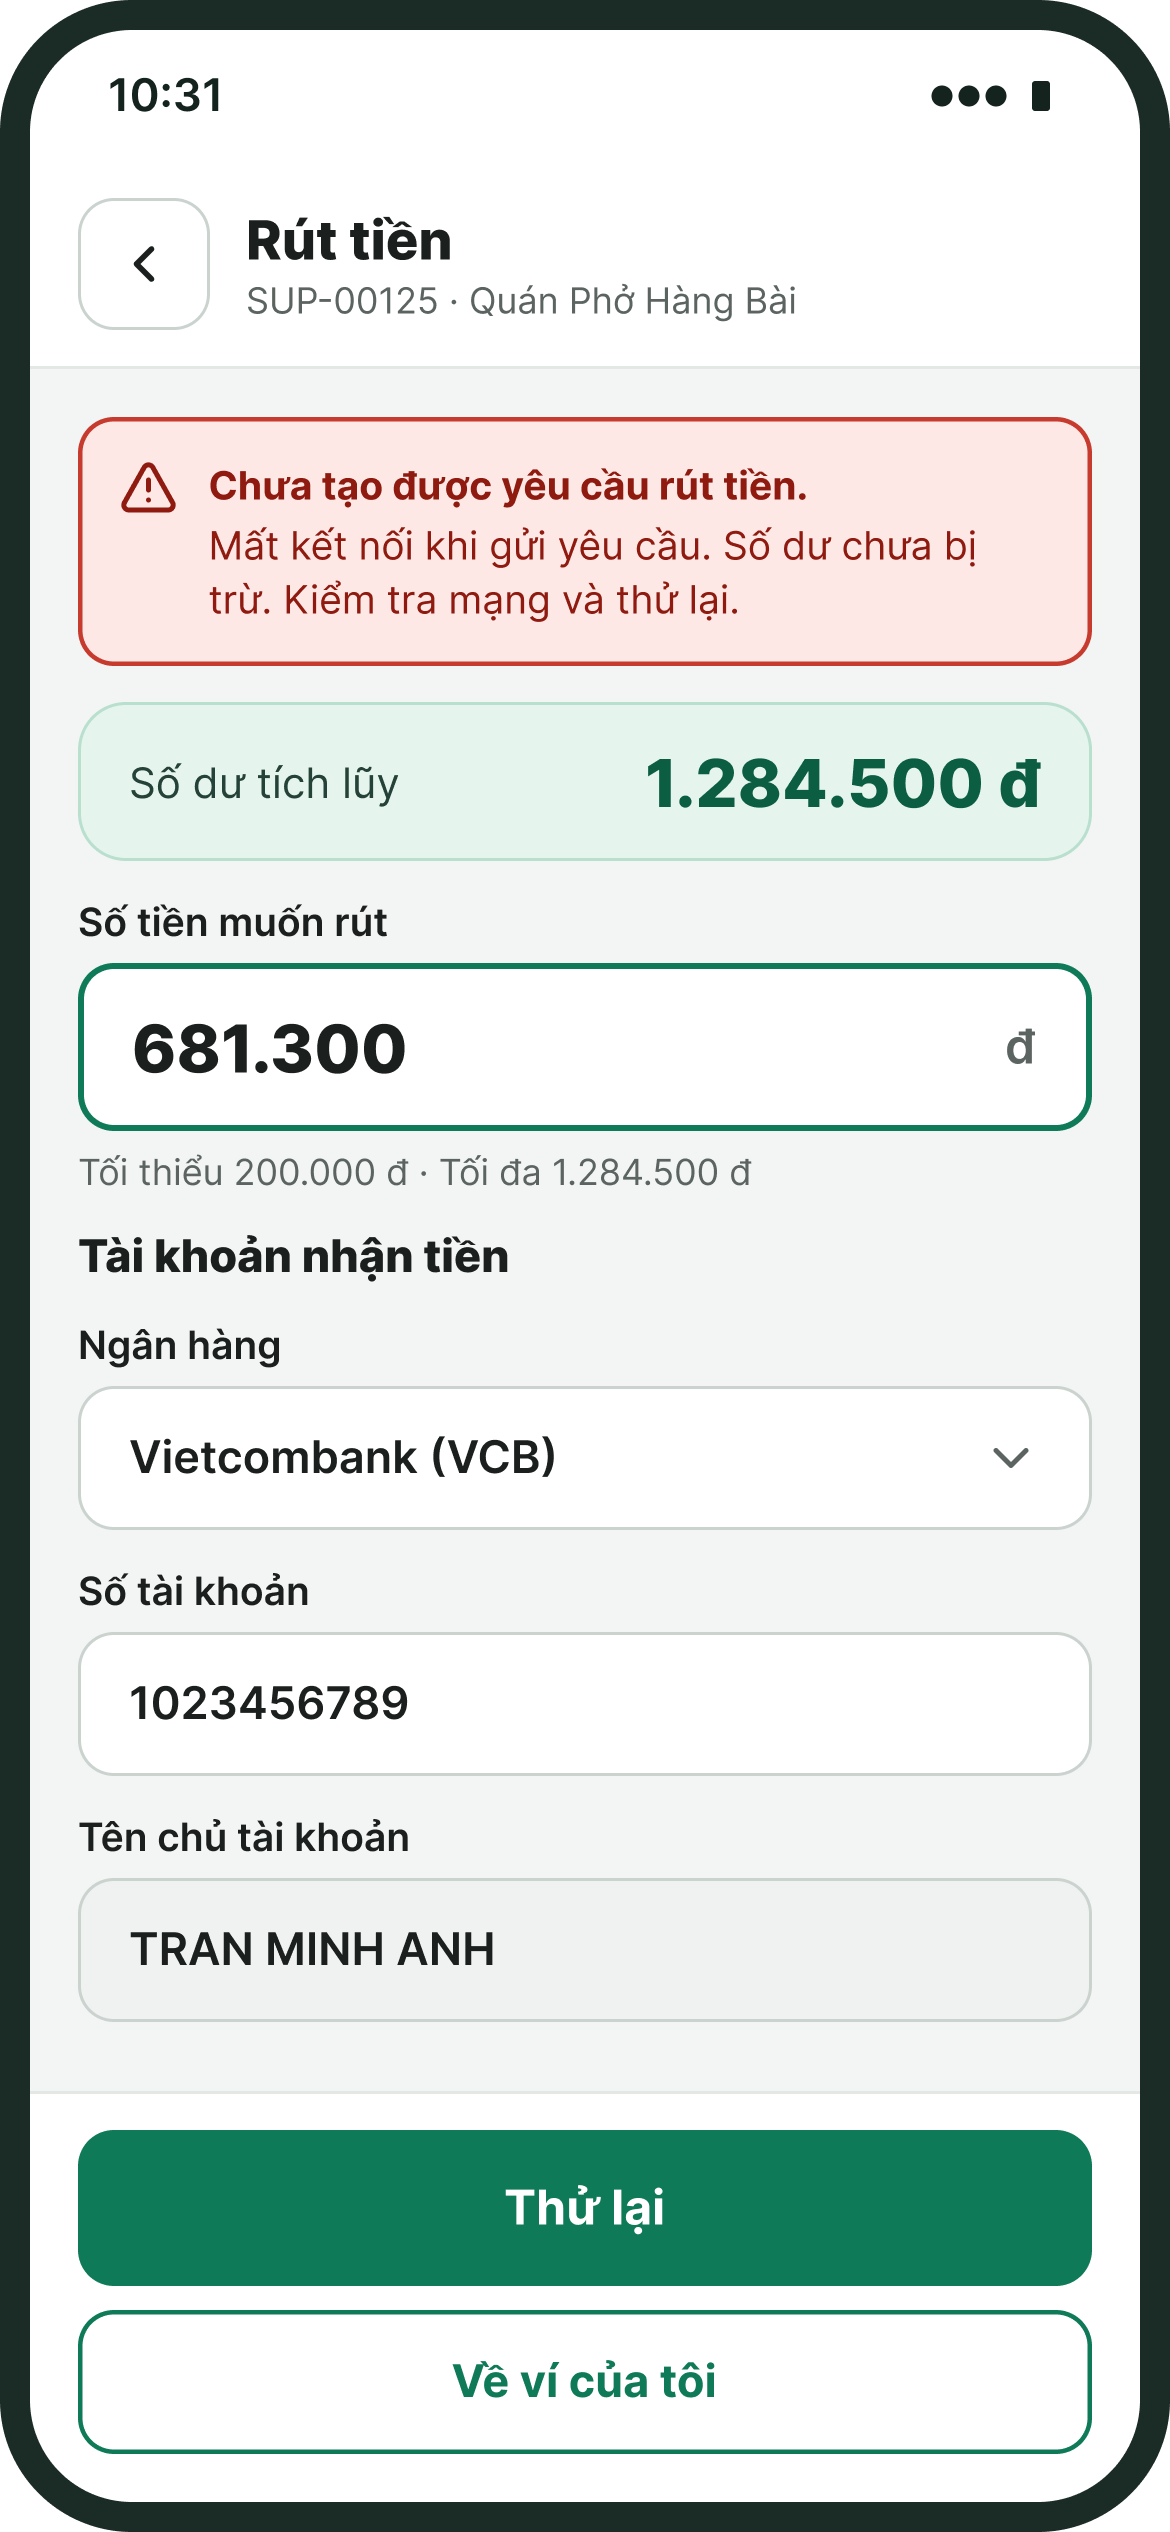 10:31
Rút tiền
SUP-00125 · Quán Phở Hàng Bài
Chưa tạo được yêu cầu rút tiền.
Mất kết nối khi gửi yêu cầu. Số dư chưa bị
trừ. Kiểm tra mạng và thử lại.
Số dư tích lũy 1.284.500 đ
Số tiền muốn rút
681.300 đ
Tối thiểu 200.000 đ · Tối đa 1.284.500 đ
Tài khoản nhận tiền
Ngân hàng
Vietcombank (VCB)
Số tài khoản
1023456789
Tên chủ tài khoản
TRAN MINH ANH
Thử lại
Về ví của tôi